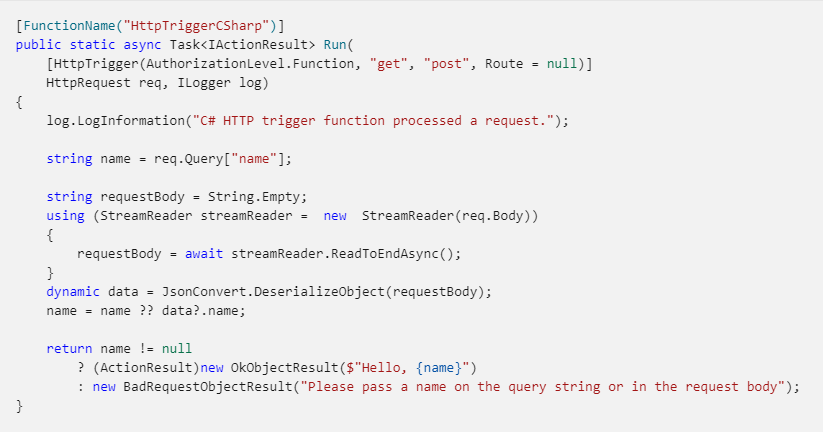 [FunctionName("HttpTriggerCSharp")]
public static async Task<IActionResult> Run(
    [HttpTrigger(AuthorizationLevel.Function, "get", "post", Route = null)]
    HttpRequest req, ILogger log)
{
    log.LogInformation("C# HTTP trigger function processed a request.");

    string name = req.Query["name"];

    string requestBody = String.Empty;
    using (StreamReader streamReader =  new  StreamReader(req.Body))
    {
        requestBody = await streamReader.ReadToEndAsync();
    }
    dynamic data = JsonConvert.DeserializeObject(requestBody);
    name = name ?? data?.name;

    return name != null
        ? (ActionResult)new OkObjectResult($"Hello, {name}")
        : new BadRequestObjectResult("Please pass a name on the query string or in the request body");
}